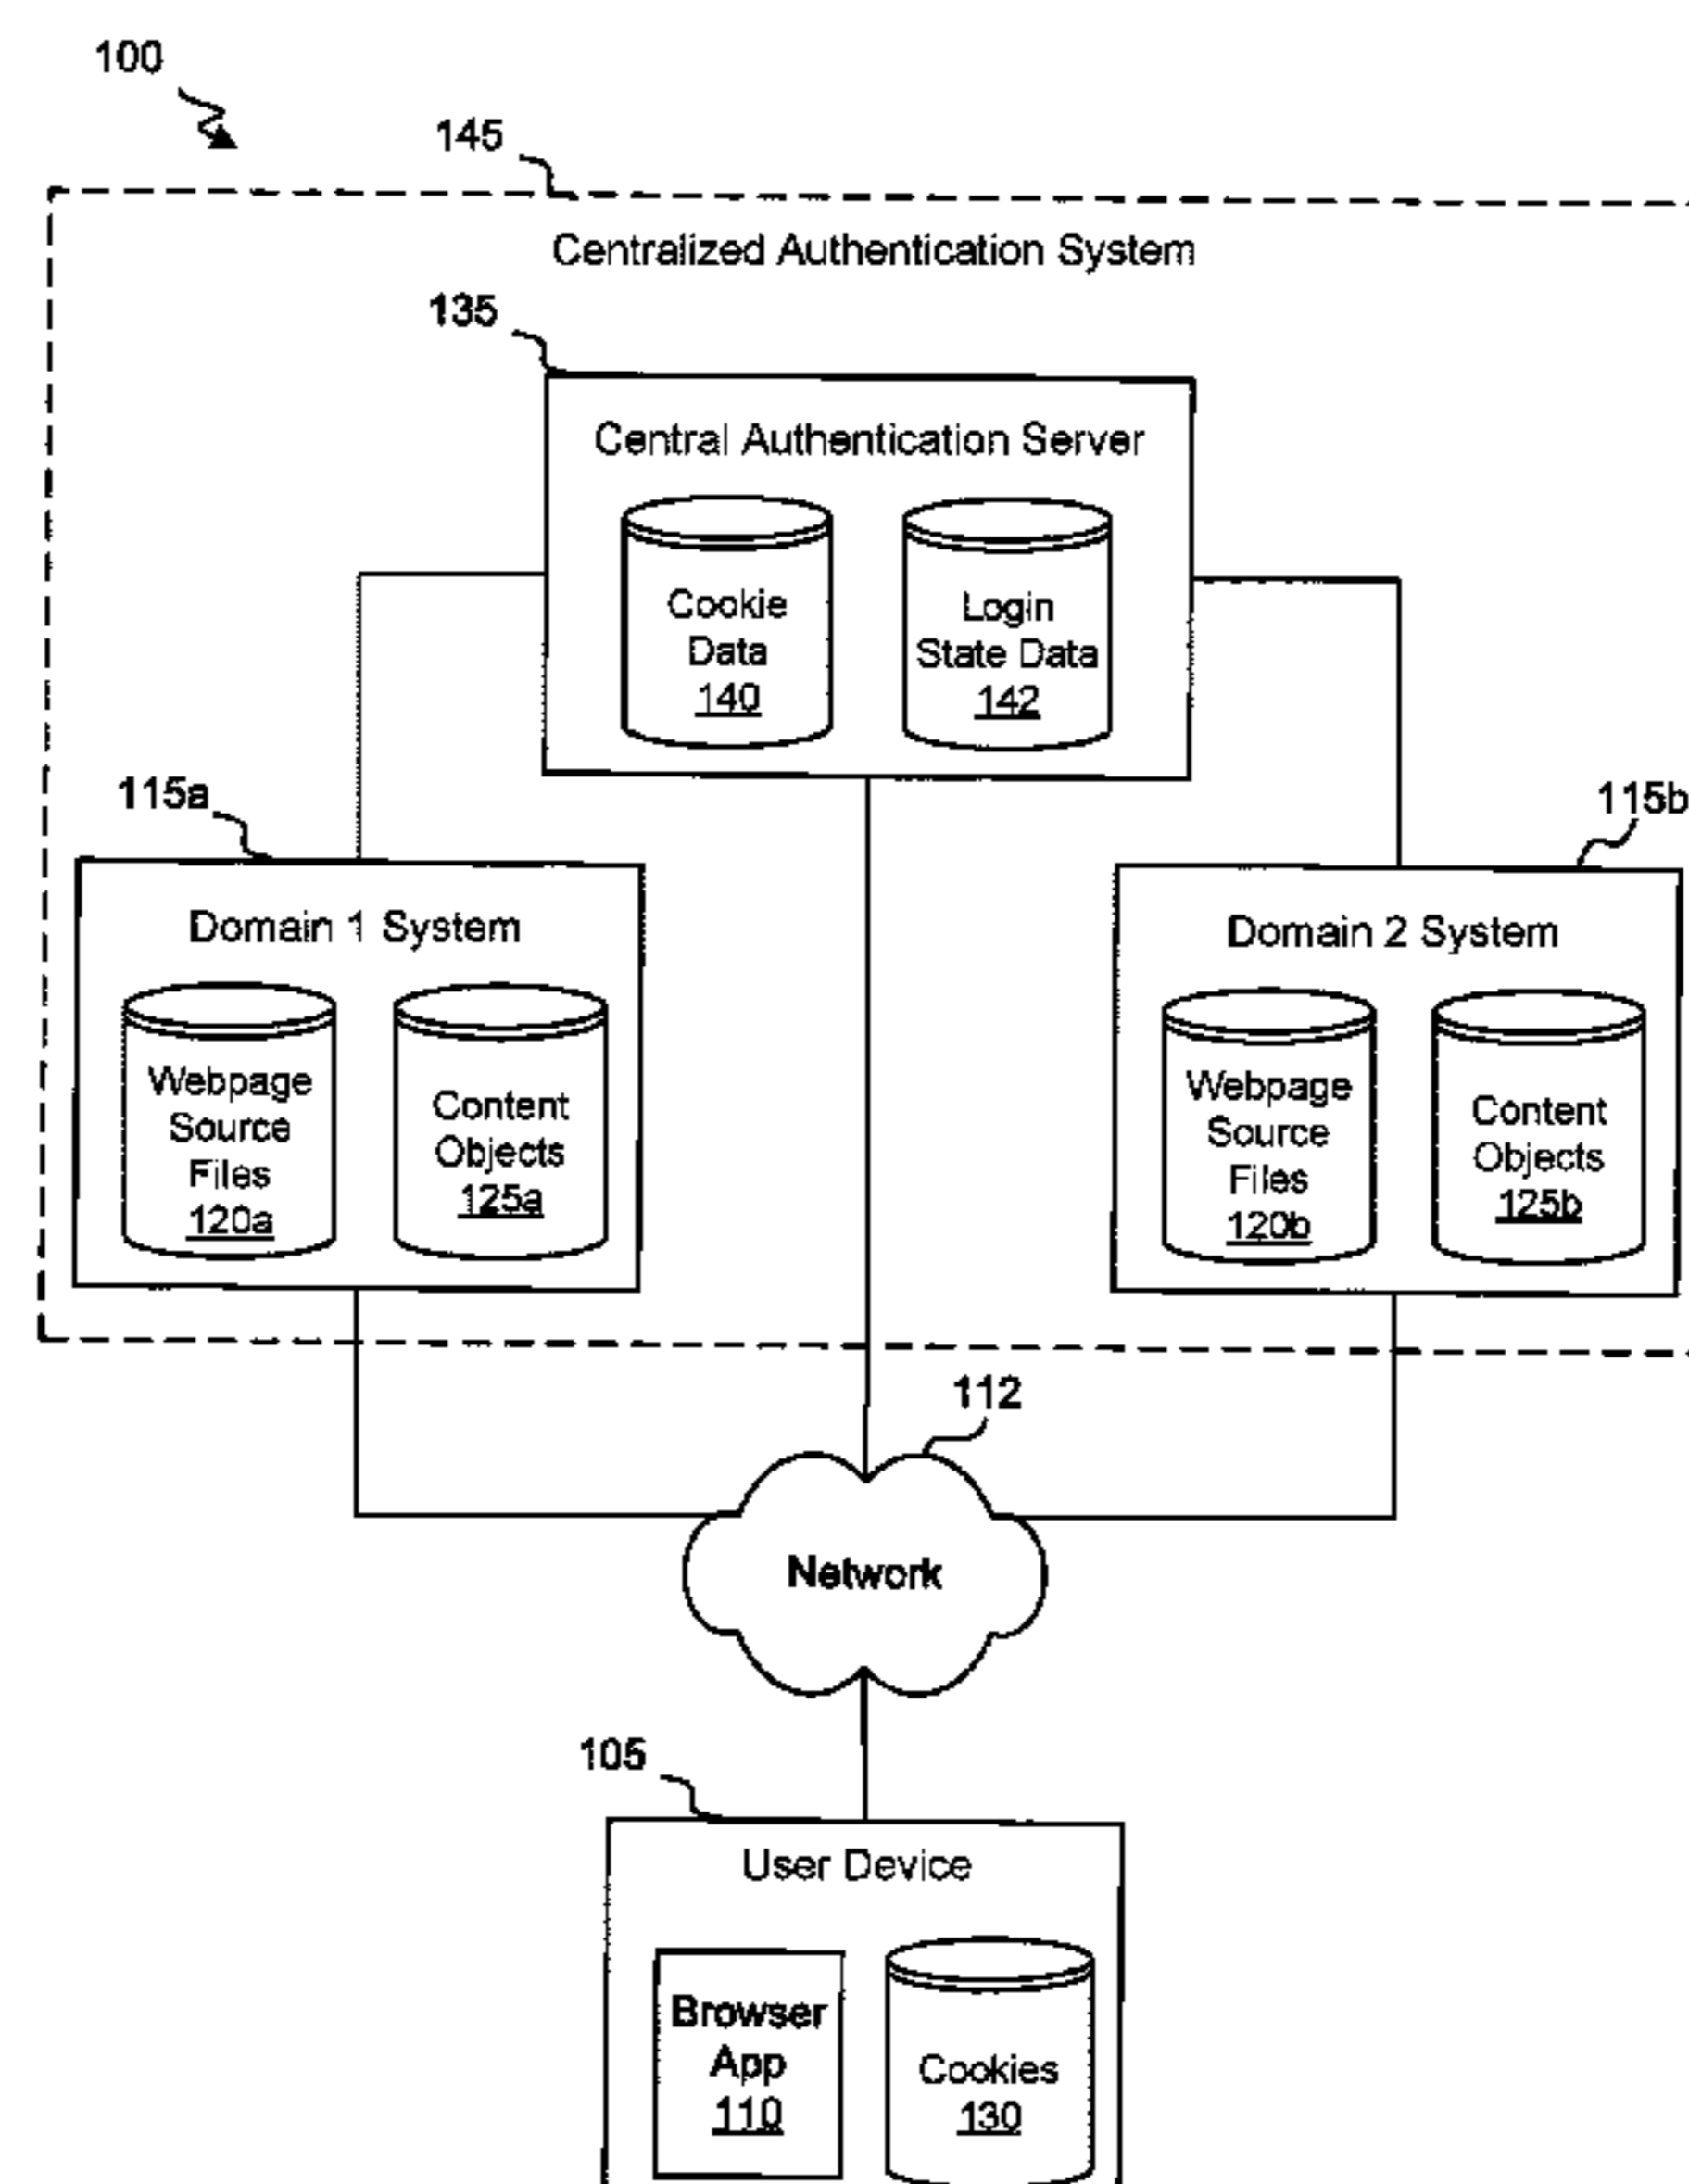 100
145
Centralized Authentication System
135
Central Authentication Server
Cookie
Data
140
Login
State Data
142
115a
115b
Domain 1 System
Webpage
Source
Files
120a
Content
Objects
125a
Domain 2 System
Webpage
Source
Files
120b
Content
Objects
125b
112
Network
105
User Device
Browser
App
110
Cookies
130